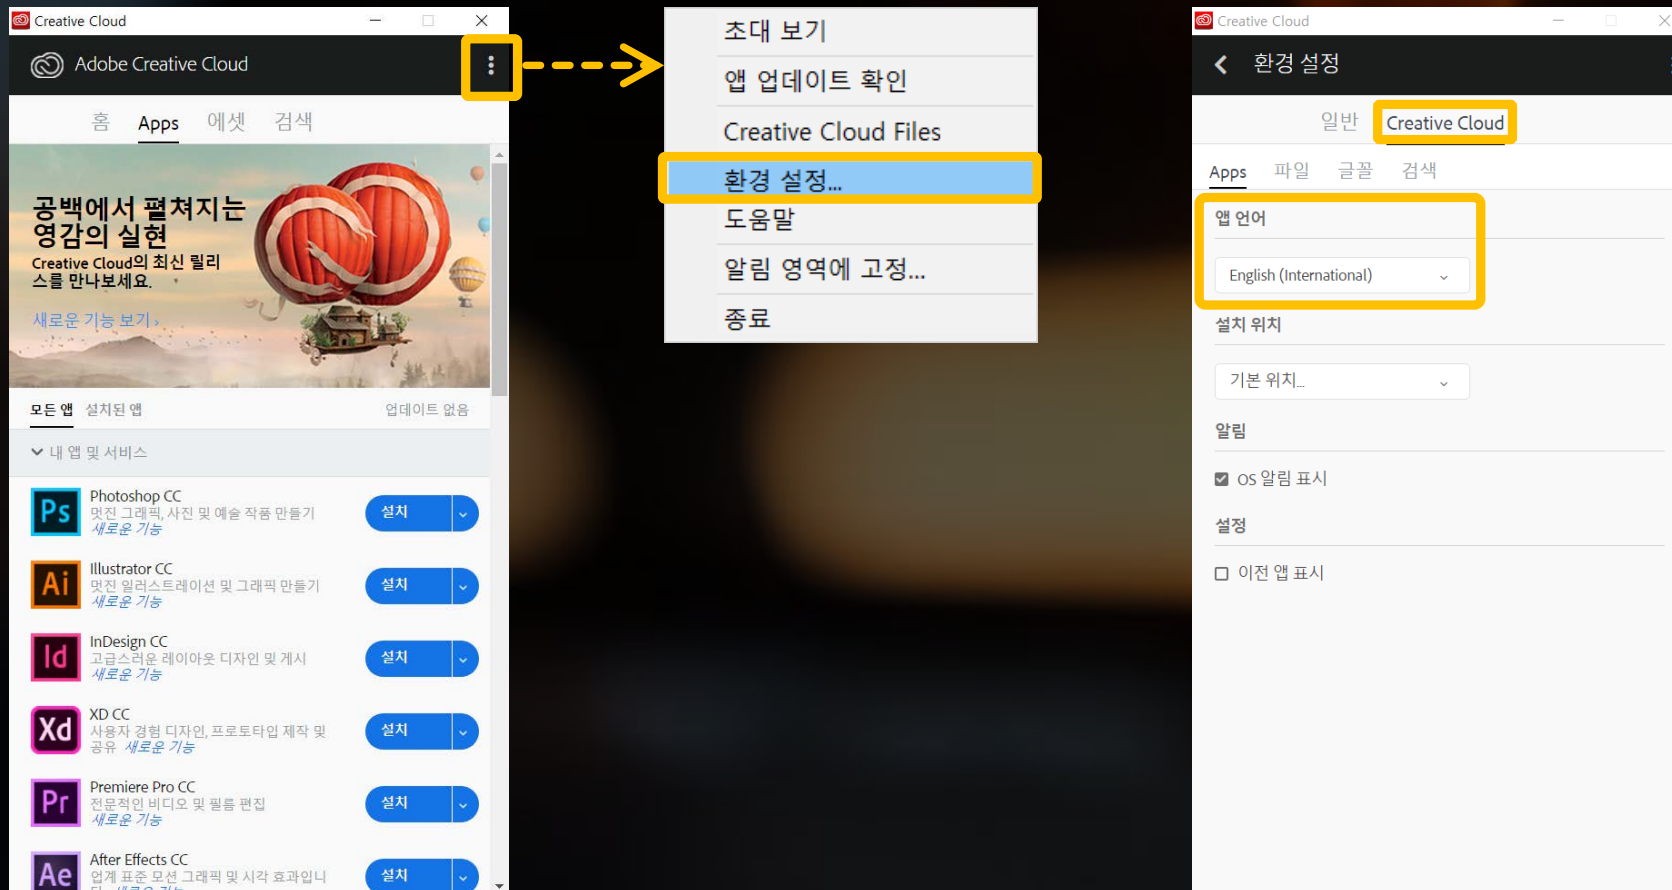 Creative Cloud
Adobe Creative Cloud
홈 Apps 에셋 검색
공백에서 펼쳐지는
영감의 실현
Creative Cloud의 최신 릴리
스를 만나보세요.
새로운 기능 보기 ›
모든 앱 설치된 앱 업데이트 없음
내 앱 및 서비스
Ps
Photoshop CC
멋진 그래픽, 사진 및 예술 작품 만들기
새로운 기능
설치
Ai
Illustrator CC
멋진 일러스트레이션 및 그래픽 만들기
새로운 기능
설치
Id
InDesign CC
고급스러운 레이아웃 디자인 및 게시
새로운 기능
설치
Xd
XD CC
사용자 경험 디자인, 프로토타입 제작 및
공유 새로운 기능
설치
Pr
Premiere Pro CC
전문적인 비디오 및 필름 편집
새로운 기능
설치
Ae
After Effects CC
업계 표준 모션 그래픽 및 시각 효과입니
설치
초대 보기
앱 업데이트 확인
Creative Cloud Files
환경 설정...
도움말
알림 영역에 고정...
종료
Creative Cloud
환경 설정
일반 Creative Cloud
Apps 파일 글꼴 검색
앱 언어
English (International)
설치 위치
기본 위치...
알림
OS 알림 표시
설정
이전 앱 표시